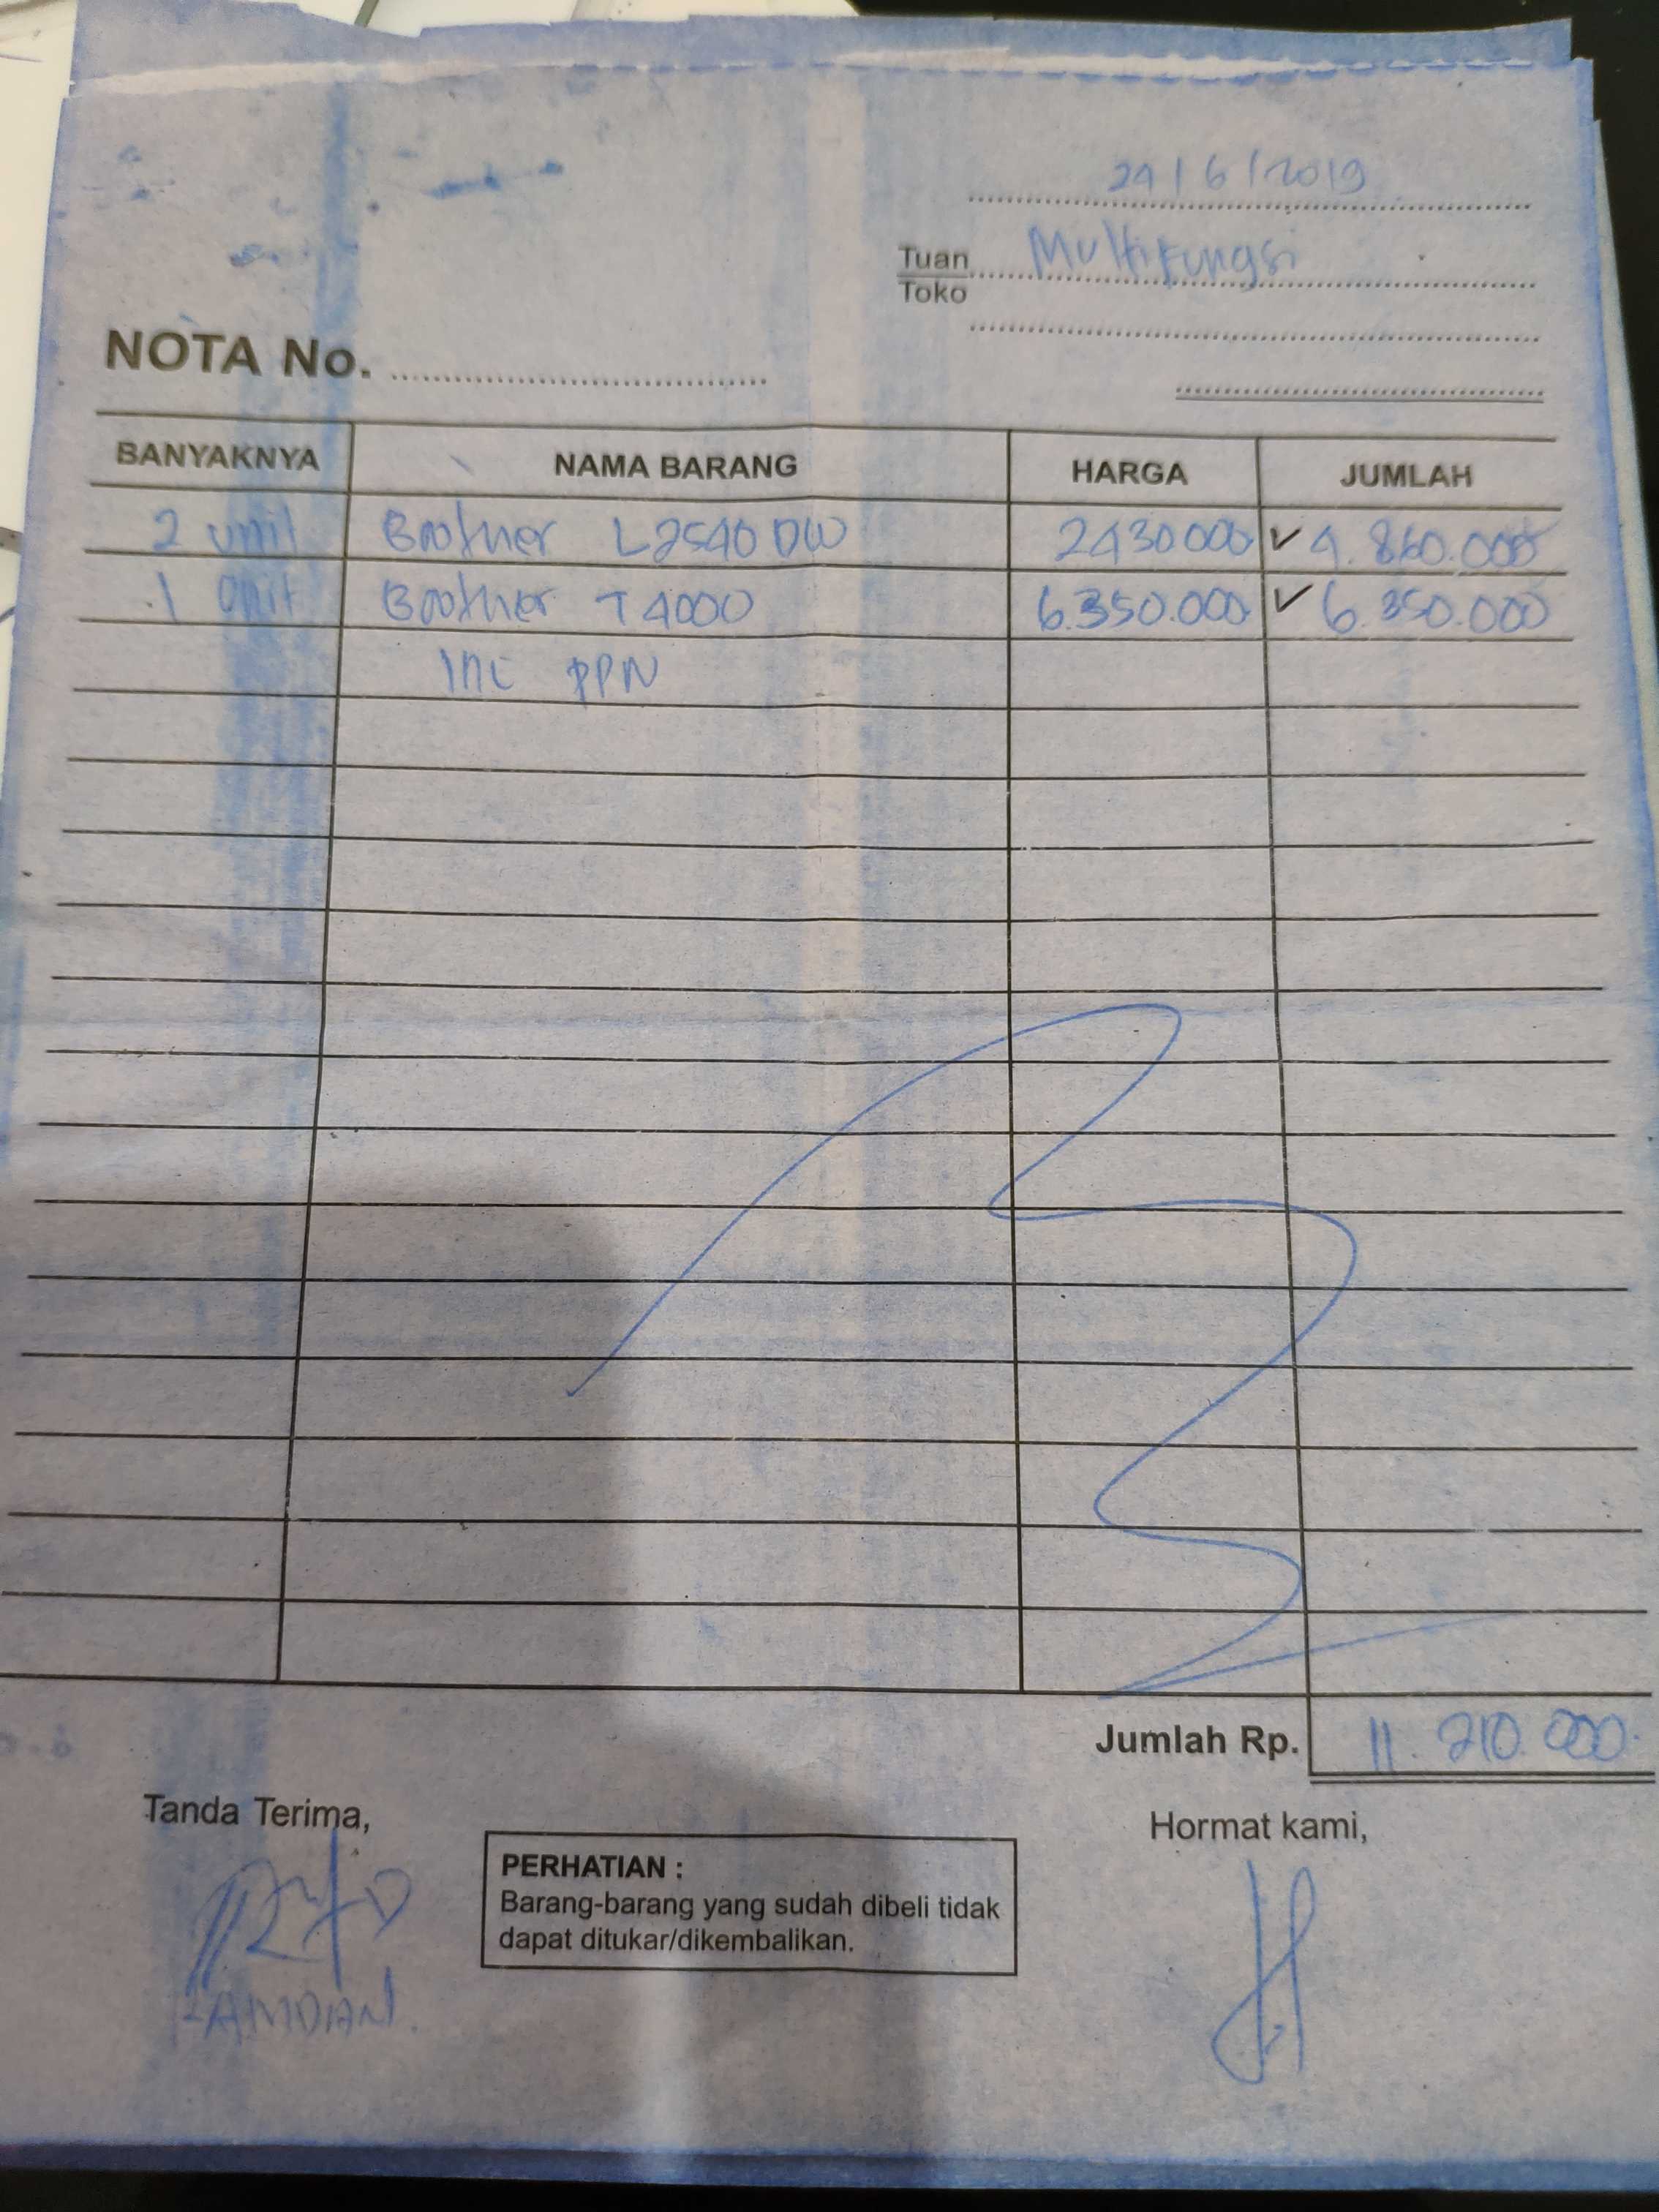 24/6/2019
Tuan Multifungsi
Toko
NOTA No.
BANYAKNYA NAMA BARANG HARGA JUMLAH
2 unit Brother L2540 DW 2430000 ✓ 4.860.000
1 unit Brother T4000 6.350.000 ✓ 6.350.000
Inc PPN
Jumlah Rp. 11.210.000
Tanda Terima, Hormat kami,
PERHATIAN :
Barang-barang yang sudah dibeli tidak
dapat ditukar/dikembalikan.